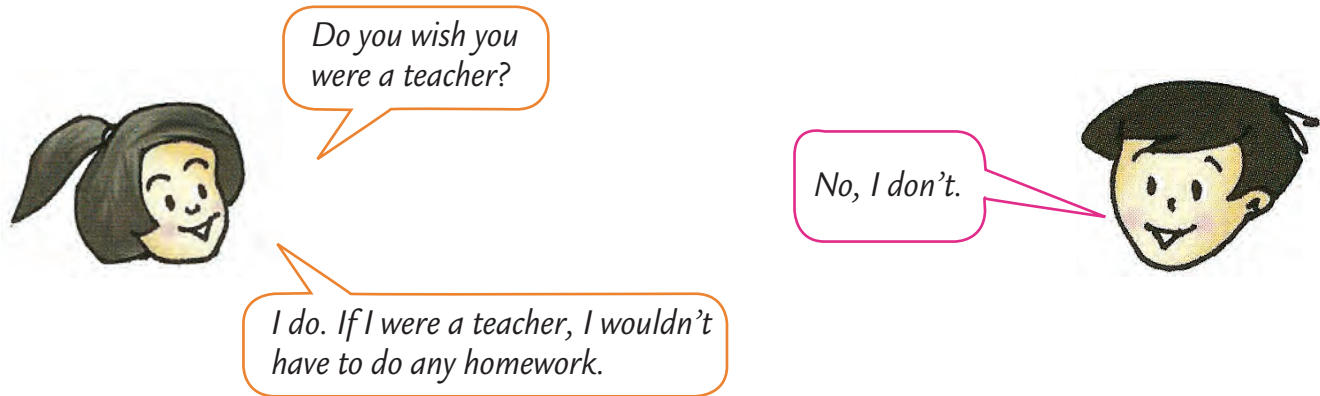 Do you wish you
were a teacher?
No, I don’t.
I do. If I were a teacher, I wouldn’t
have to do any homework.